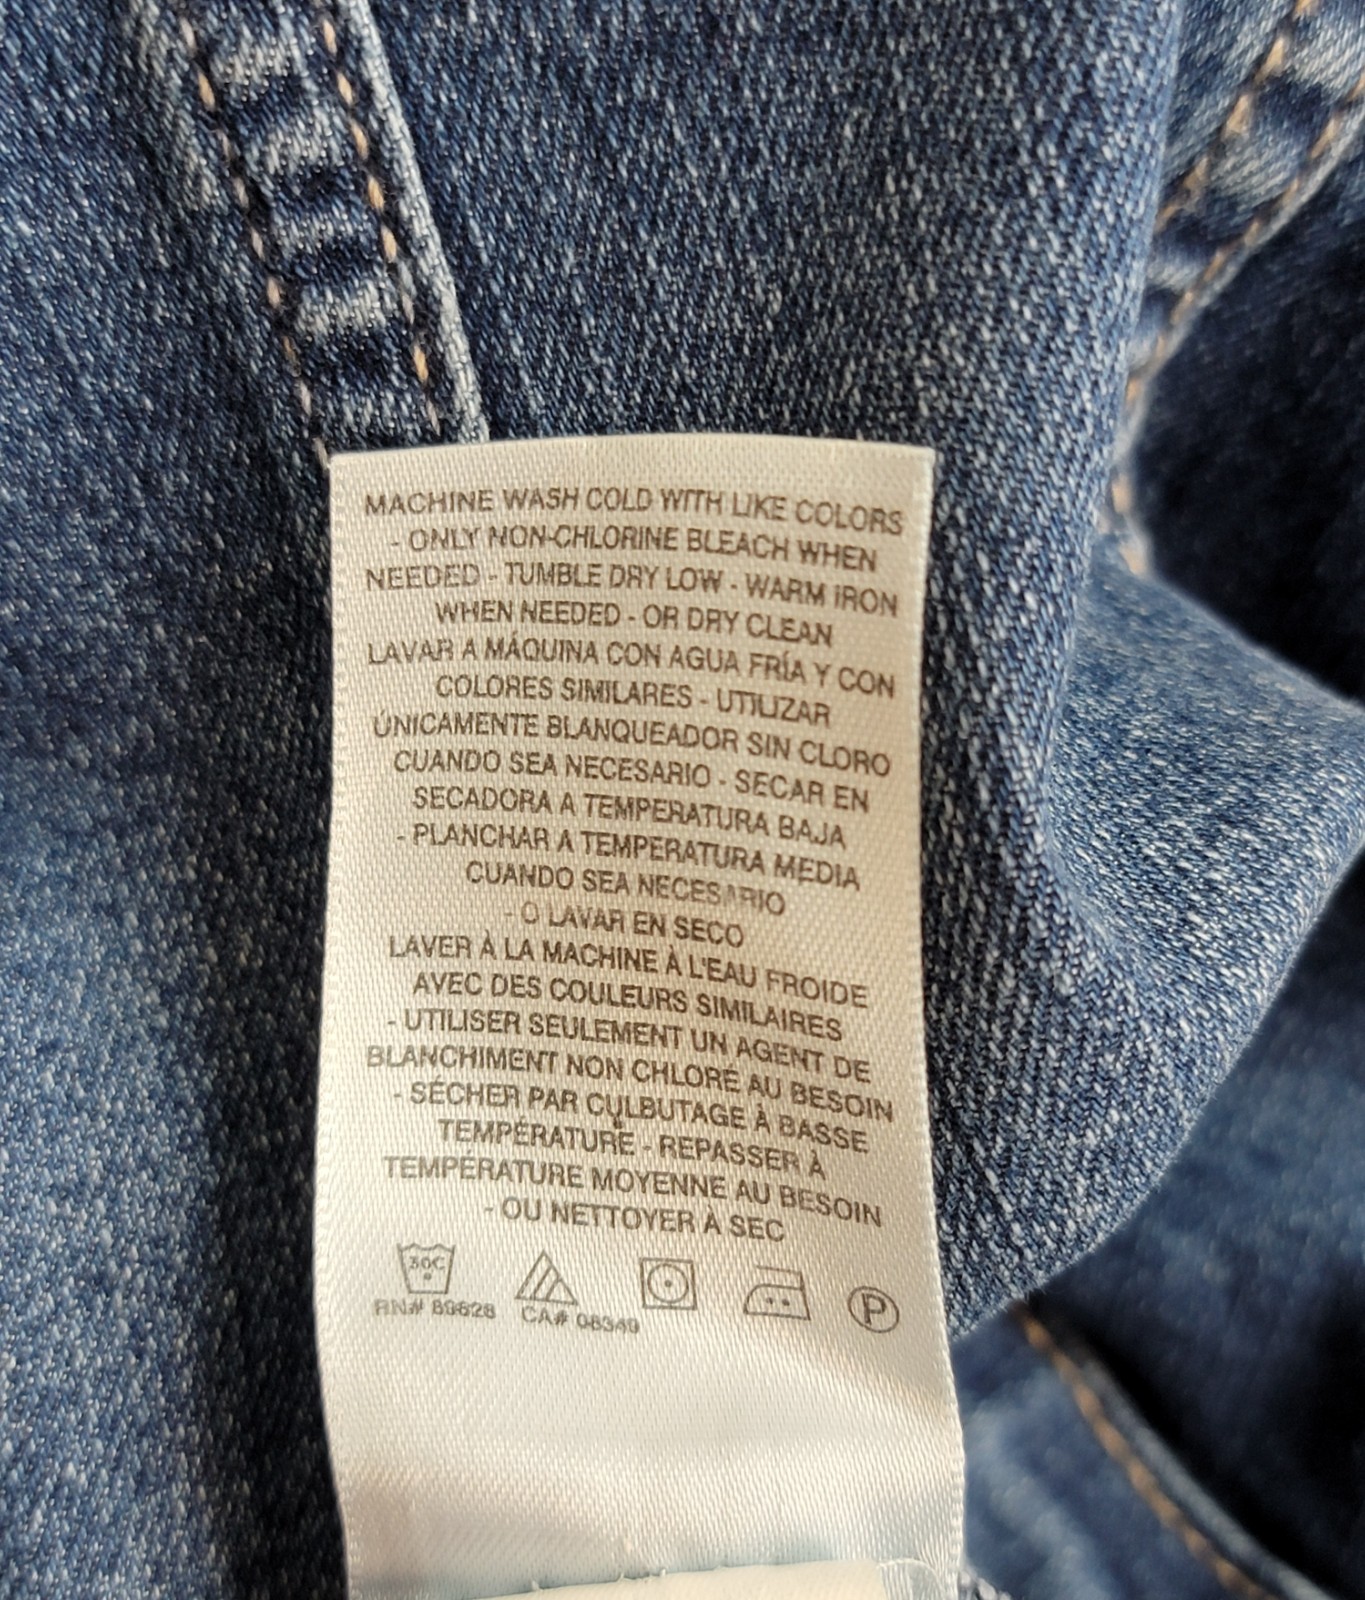 MACHINE WASH COLD WITH LIKE COLORS
- ONLY NON-CHLORINE BLEACH WHEN
NEEDED - TUMBLE DRY LOW - WARM IRON
WHEN NEEDED - OR DRY CLEAN
LAVAR A MÁQUINA CON AGUA FRÍA Y CON
COLORES SIMILARES - UTILIZAR
ÚNICAMENTE BLANQUEADOR SIN CLORO
CUANDO SEA NECESARIO - SECAR EN
SECADORA A TEMPERATURA BAJA
- PLANCHAR A TEMPERATURA MEDIA
CUANDO SEA NECESARIO
- O LAVAR EN SECO
LAVER À LA MACHINE À L'EAU FROIDE
AVEC DES COULEURS SIMILAIRES
- UTILISER SEULEMENT UN AGENT DE
BLANCHIMENT NON CHLORÉ AU BESOIN
- SÉCHER PAR CULBUTAGE À BASSE
TEMPÉRATURE - REPASSER À
TEMPÉRATURE MOYENNE AU BESOIN
- OU NETTOYER À SEC
30C P
RN# 89628 CA# 08349